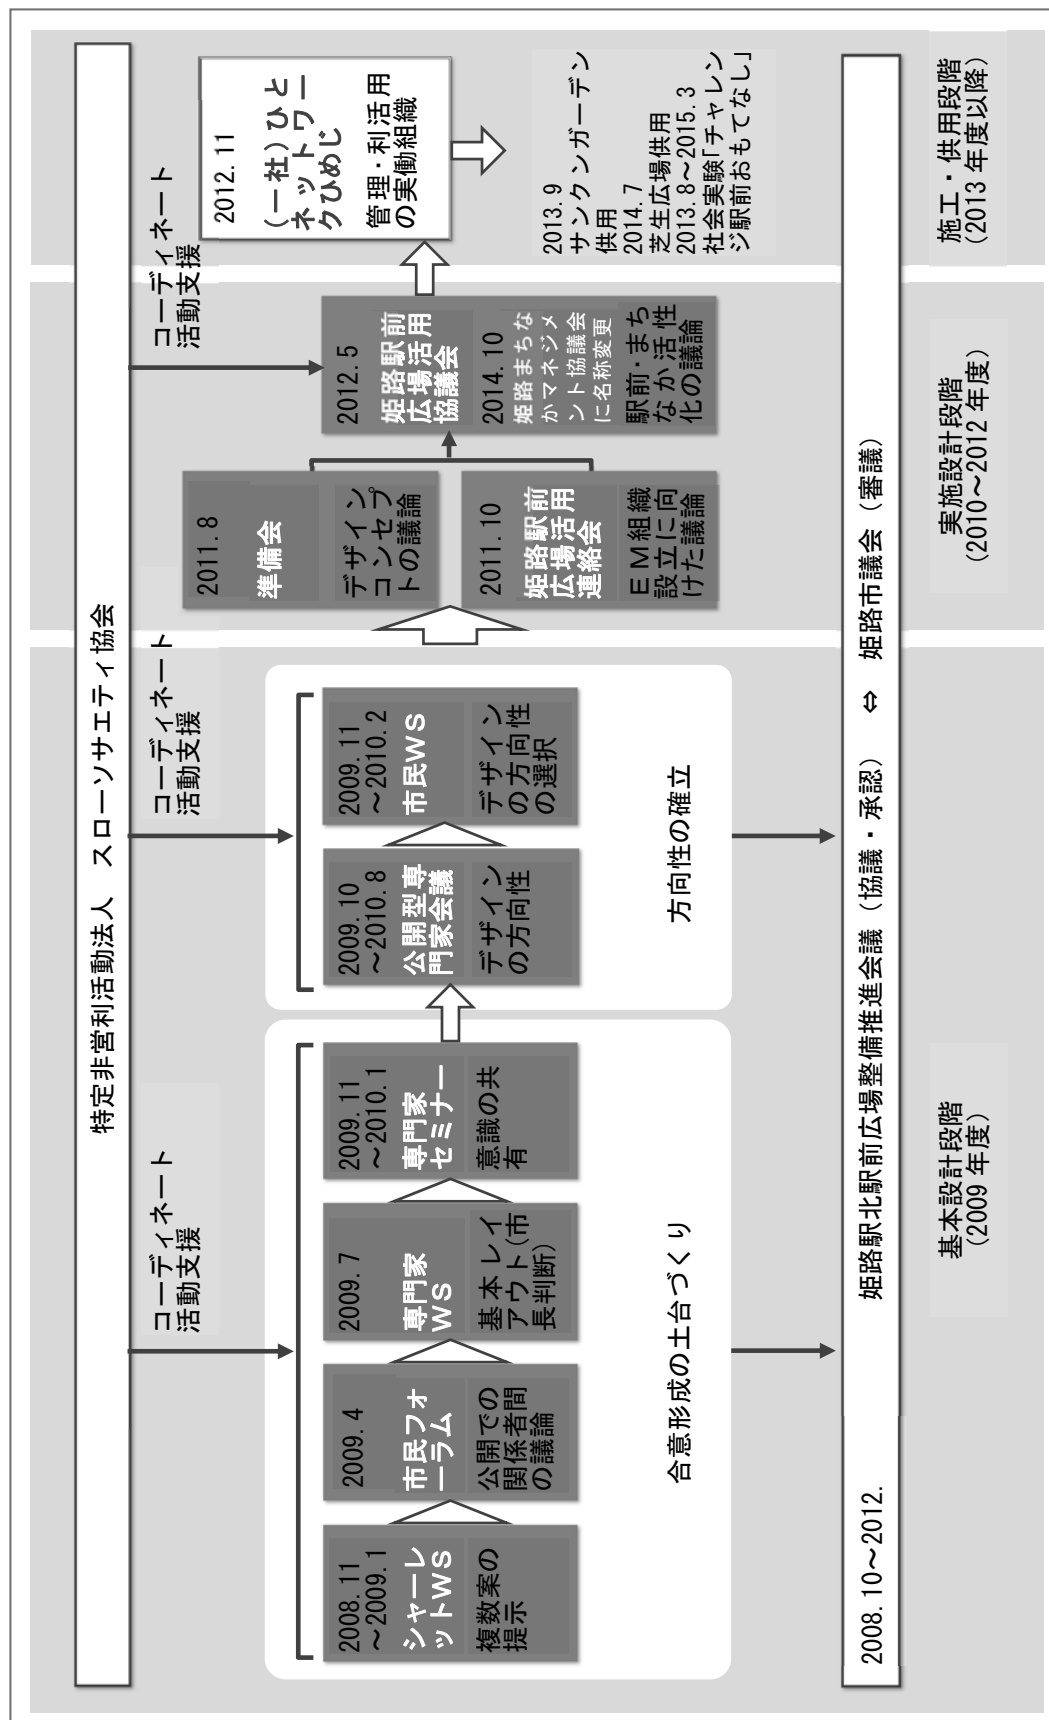 特定非営利活動法人 スローソサエティ協会
コーディネート
活動支援
コーディネート
活動支援
コーディネート
活動支援
2008.11
～2009.1
シャーレ
ットWS
複数案の
提示
2009.4
市民フォ
ーラム
公開での
関係者間
の議論
2009.7
専門家
WS
基本レイ
アウト(市
長判断)
2009.11
～2010.1
専門家
セミナー
意識の共
有
合意形成の土台づくり
2009.10
～2010.8
公開型専
門家会議
デザイン
の方向性
2009.11
～2010.2
市民WS
デザイン
の方向性
の選択
方向性の確立
2011.8
準備会
デザイン
コンセプ
トの議論
2011.10
姫路駅前
広場活用
連絡会
EM組織
設立に向
けた議論
2012.5
姫路駅前
広場活用
協議会
2014.10
姫路まちな
かマネジメ
ント協議会
に名称変更
駅前・まち
なか活性
化の議論
2012.11
(一社)ひと
ネットワー
クひめじ
管理・利活用
の実働組織
2013.9
サンクンガーデン
供用
2014.7
芝生広場供用
2013.8～2015.3
社会実験「チャレン
ジ駅前おもてなし」
2008.10～2012. 姫路駅北駅前広場整備推進会議（協議・承認） ⇔ 姫路市議会（審議）
基本設計段階
(2009 年度)
実施設計段階
(2010～2012 年度)
施工・供用段階
(2013 年度以降)